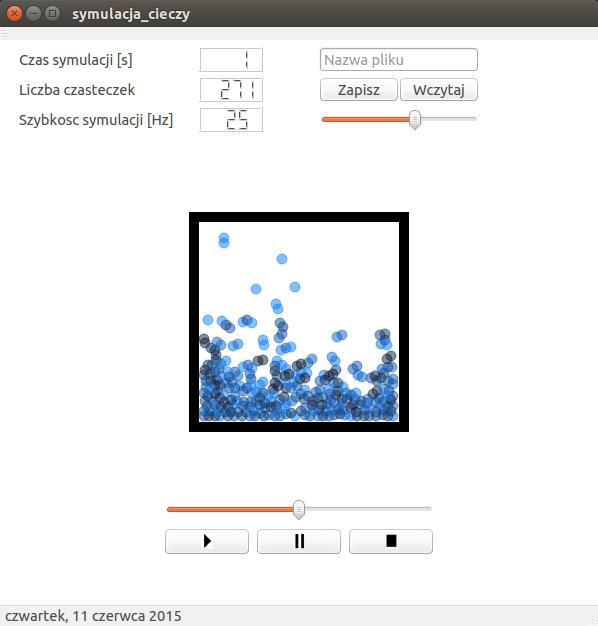 symulacja_cieczy
Czas symulacji [s] 1 Nazwa pliku
Liczba czasteczek 271 Zapisz Wczytaj
Szybkosc symulacji [Hz] 25
czwartek, 11 czerwca 2015